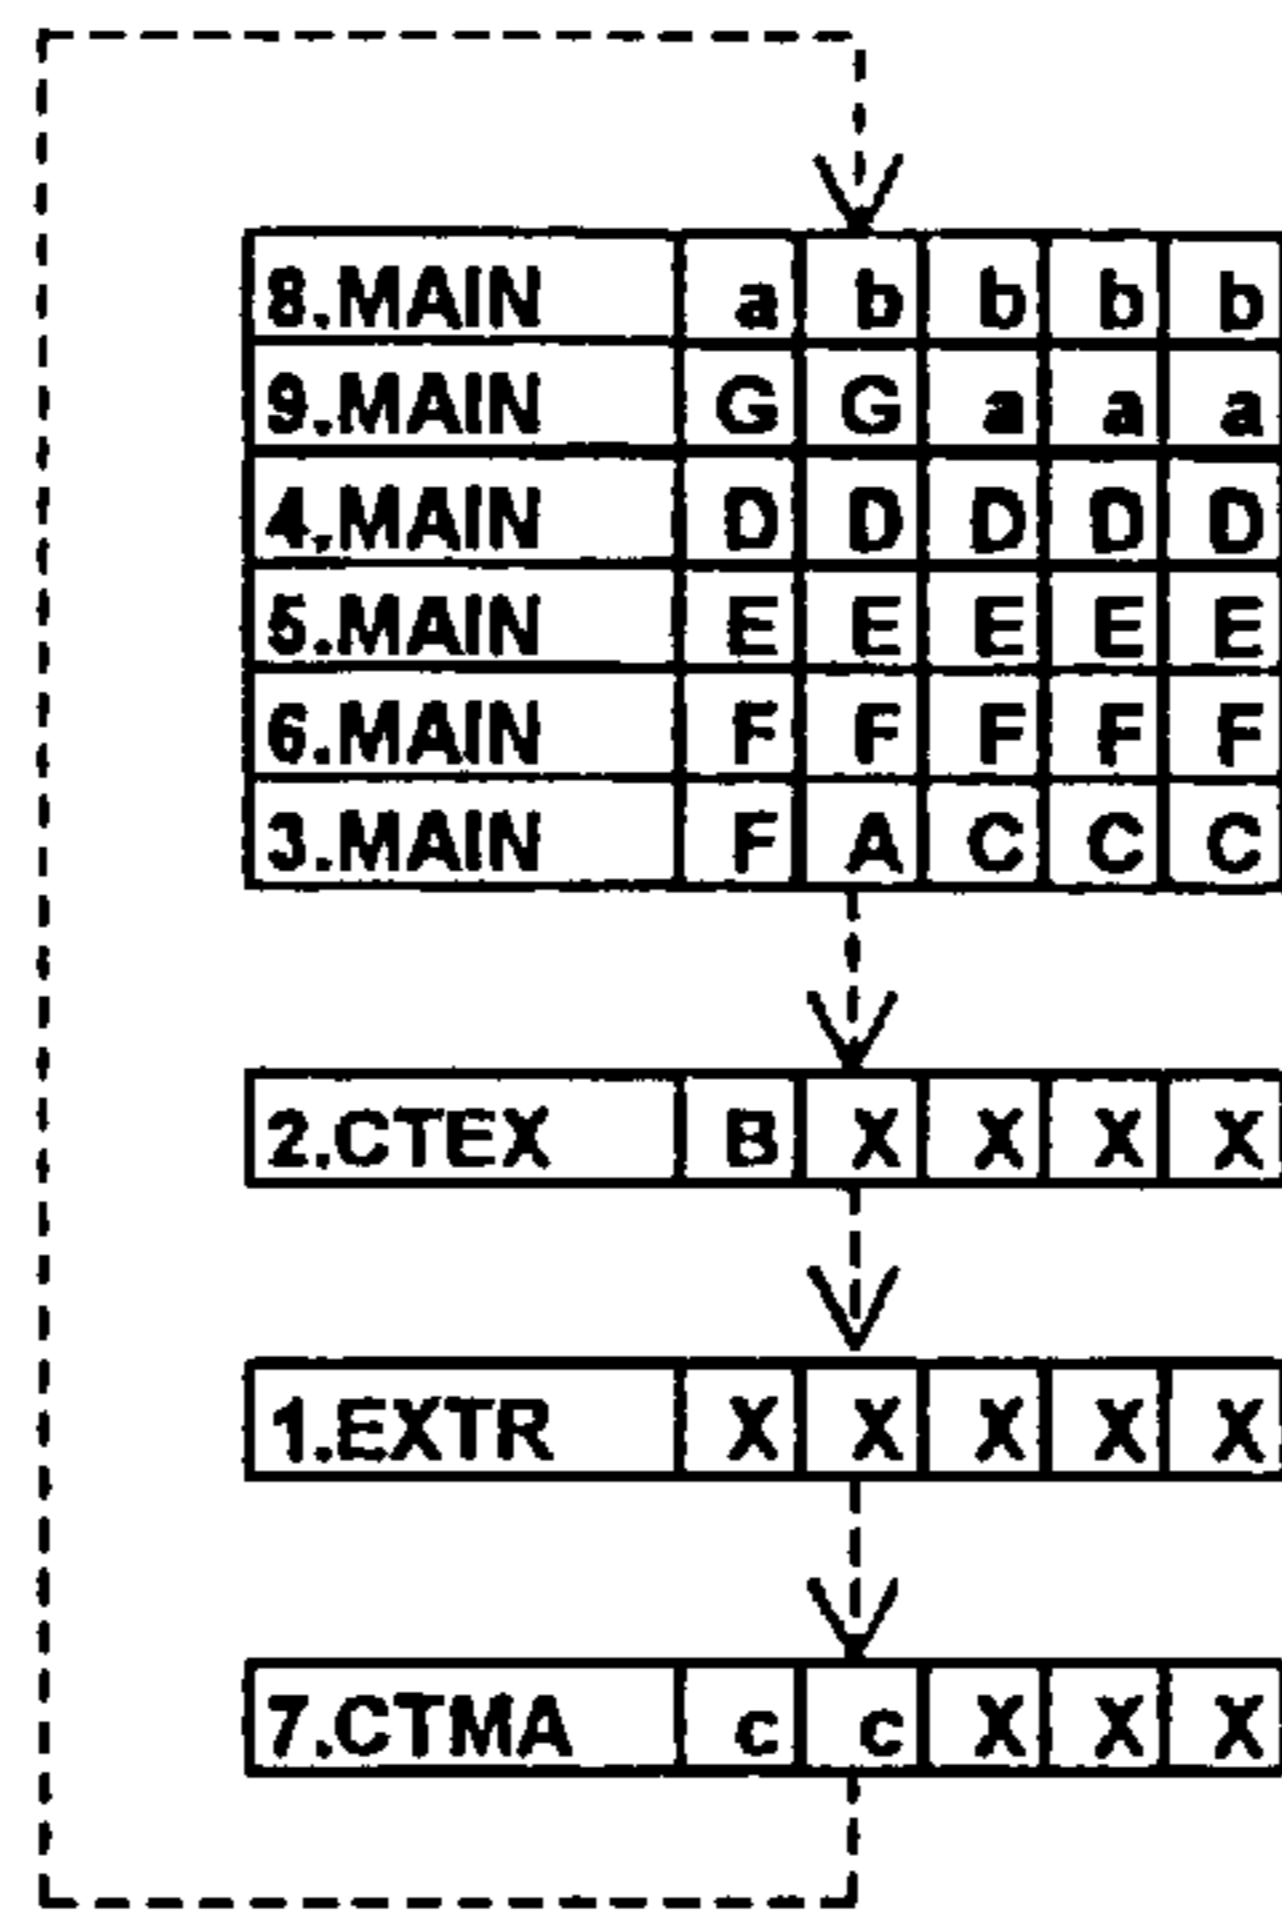 8.MAIN a b b b b
9.MAIN G G a a a
4.MAIN D D D D D
5.MAIN E E E E E
6.MAIN F F F F F
3.MAIN F A C C C
2.CTEX B X X X X
1.EXTR X X X X X
7.CTMA c c X X X